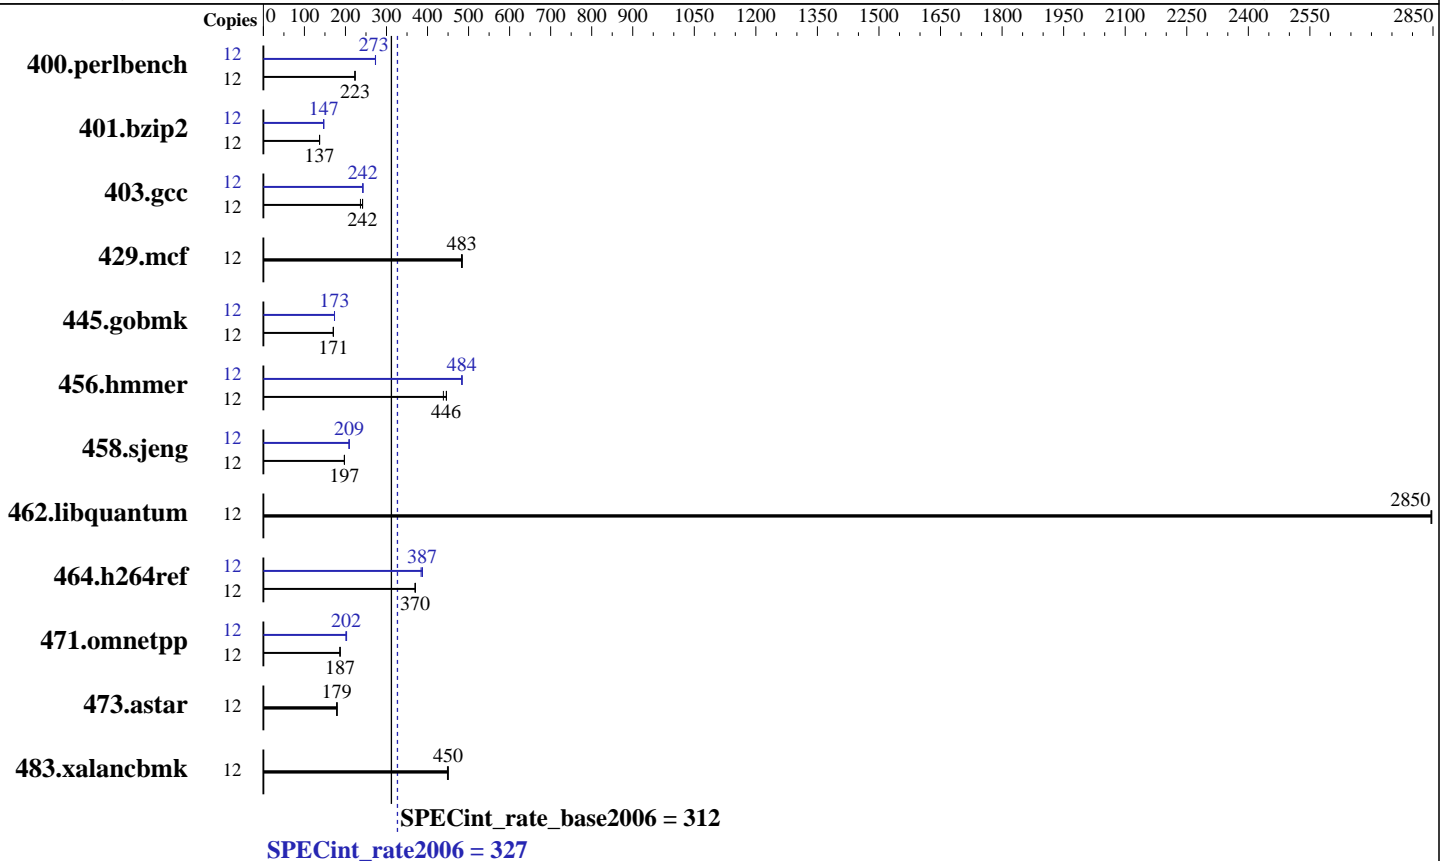 Copies 0 100 200 300 400 500 600 700 800 900 1050 1200 1350 1500 1650 1800 1950 2100 2250 2400 2550 2850
400.perlbench 12 273
12 223
401.bzip2 12 147
12 137
403.gcc 12 242
12 242
429.mcf 12 483
445.gobmk 12 173
12 171
456.hmmer 12 484
12 446
458.sjeng 12 209
12 197
462.libquantum 12 2850
464.h264ref 12 387
12 370
471.omnetpp 12 202
12 187
473.astar 12 179
483.xalancbmk 12 450
SPECint_rate_base2006 = 312
SPECint_rate2006 = 327